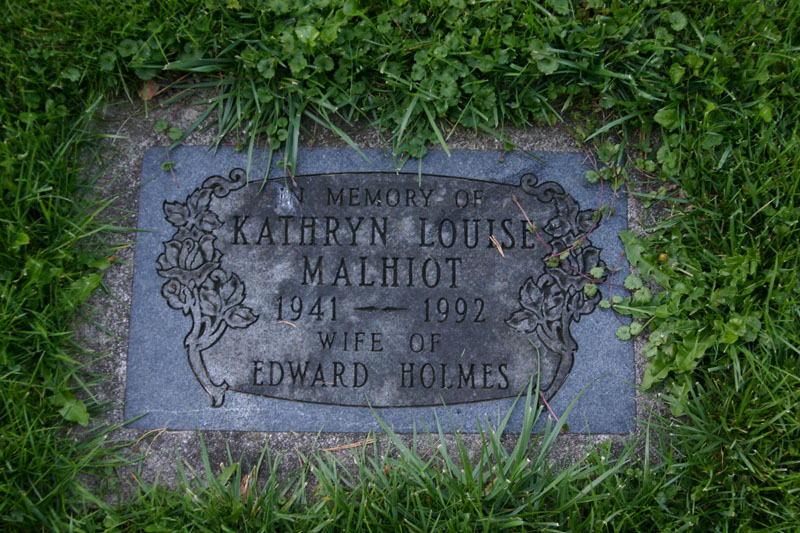 IN MEMORY OF
KATHRYN LOUISE
MALHIOT
1941 — 1992
WIFE OF
EDWARD HOLMES